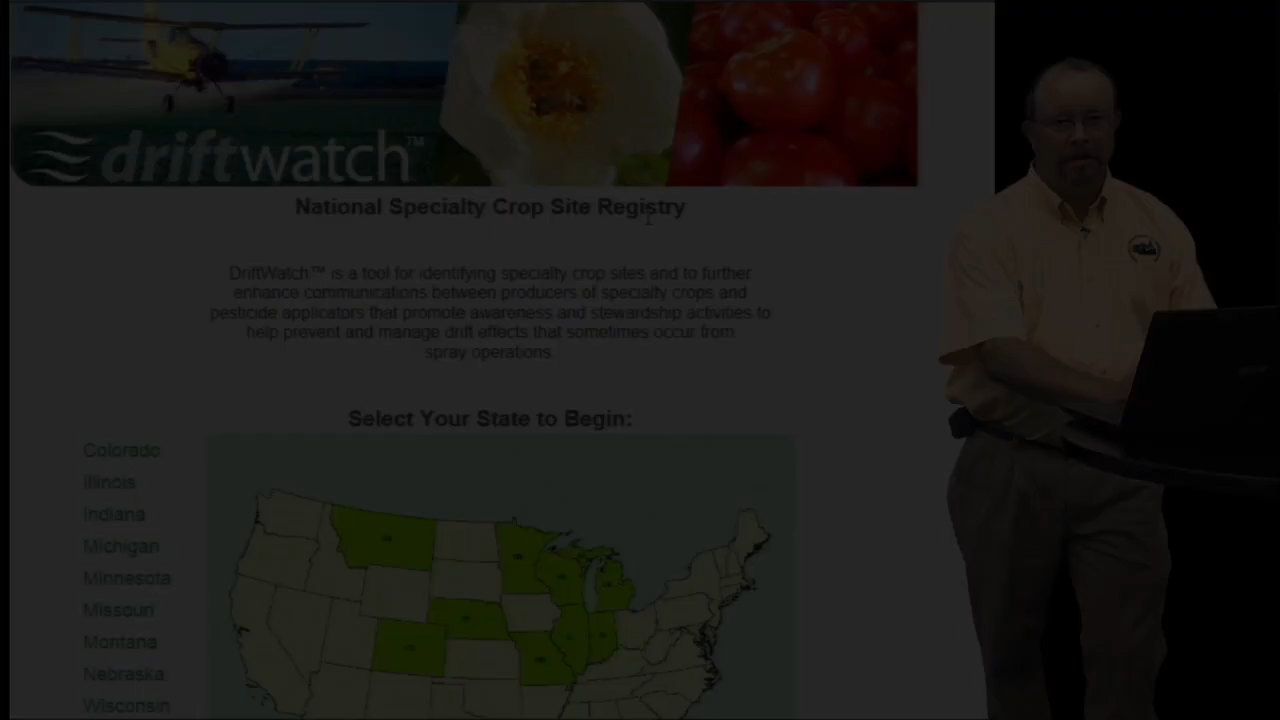 driftwatch™
National Specialty Crop Site Registry
DriftWatch™ is a tool for identifying specialty crop sites and to further
enhance communications between producers of specialty crops and
pesticide applicators that promote awareness and stewardship activities to
help prevent and manage drift effects that sometimes occur from
spray operations.
Select Your State to Begin:
Colorado
Illinois
Indiana
Michigan
Minnesota
Missouri
Montana
Nebraska
Wisconsin